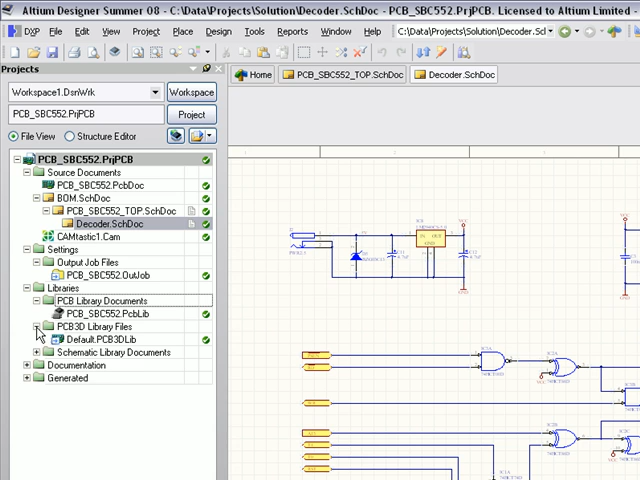 Altium Designer Summer 08 - C:\Data\Projects\Solution\Decoder.SchDoc - PCB_SBC552.PrjPCB. Licensed to Altium Limited -
DXP File Edit View Project Place Design Tools Reports Window Help C:\Data\Projects\Solution\Decoder.Scl
Projects
Home PCB_SBC552_TOP.SchDoc Decoder.SchDoc
Workspace1.DsnWrk Workspace
PCB_SBC552.PrjPCB Project
File View Structure Editor
PCB_SBC552.PrjPCB
Source Documents
PCB_SBC552.PcbDoc
BOM.SchDoc
PCB_SBC552_TOP.SchDoc
Decoder.SchDoc
CAMtastic1.Cam
Settings
Output Job Files
PCB_SBC552.OutJob
Libraries
PCB Library Documents
PCB_SBC552.PcbLib
PCB3D Library Files
Default.PCB3DLib
Schematic Library Documents
Documentation
Generated
VCC
GND
VCC